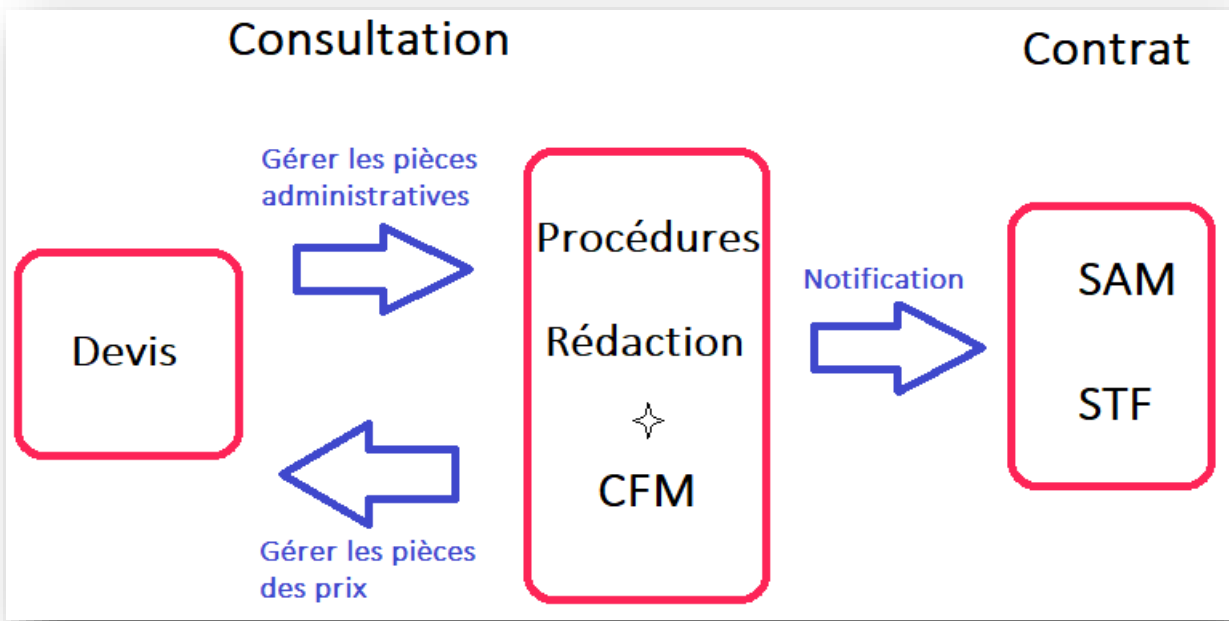 Consultation
Contrat
Gérer les pièces
administratives
Devis
Gérer les pièces
des prix
Procédures
Rédaction
CFM
Notification
SAM
STF